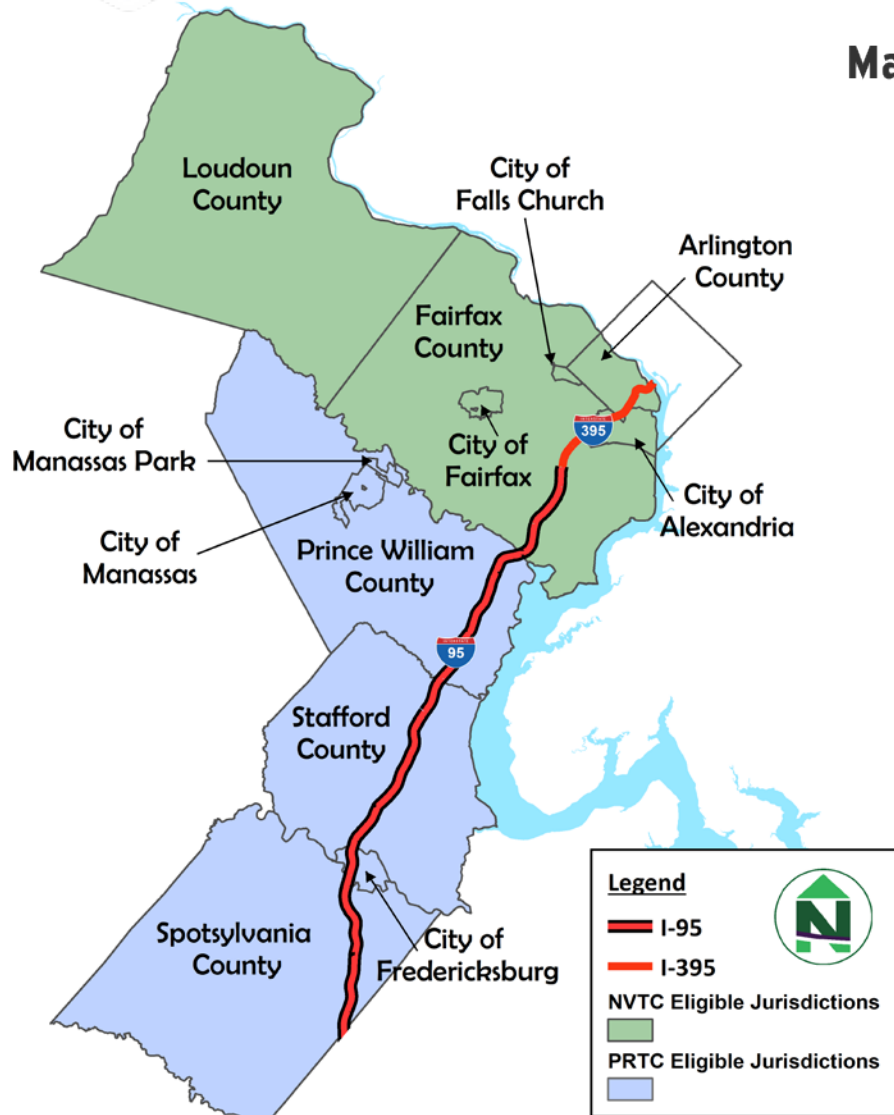 Ma
Loudoun
County
City of
Falls Church
Arlington
County
Fairfax
County
City of
Manassas Park
INTERSTATE
395
City of
Fairfax
City of
Alexandria
City of
Manassas
Prince William
County
INTERSTATE
95
Stafford
County
Spotsylvania
County
City of
Fredericksburg
Legend
I-95
I-395
N
NVTC Eligible Jurisdictions
PRTC Eligible Jurisdictions